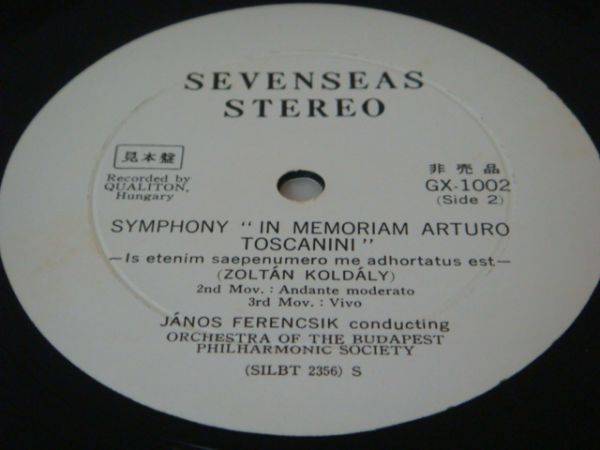 SEVENSEAS
STEREO
見本盤
Recorded by
QUALITON,
Hungary
非売品
GX-1002
(Side 2)
SYMPHONY “IN MEMORIAM ARTURO
TOSCANINI”
—Is etenim saepenumero me adhortatus est—
(ZOLTÁN KOLDÁLY)
2nd Mov. : Andante moderato
3rd Mov. : Vivo
JÁNOS FERENCSIK conducting
ORCHESTRA OF THE BUDAPEST
PHILHARMONIC SOCIETY
(SILBT 2356) S